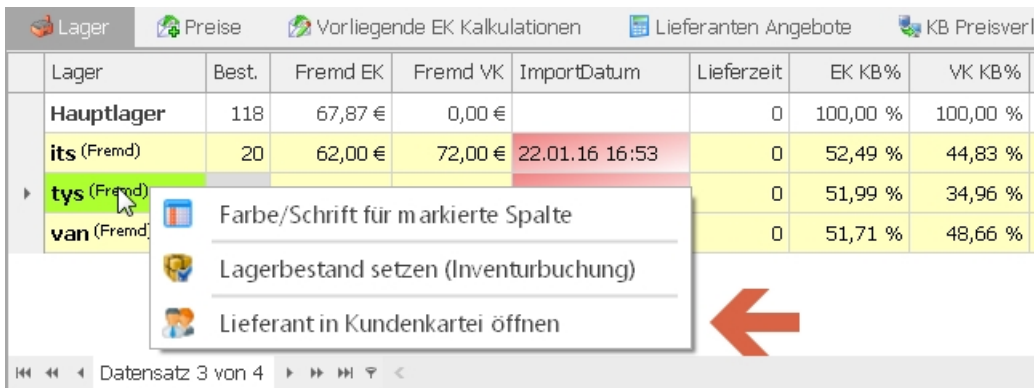 Lager Preise Vorliegende EK Kalkulationen Lieferanten Angebote KB Preisverl
Lager Best. Fremd EK Fremd VK ImportDatum Lieferzeit EK KB% VK KB%
Hauptlager 118 67,87 € 0,00 € 0 100,00 % 100,00 %
its (Fremd) 20 62,00 € 72,00 € 22.01.16 16:53 0 52,49 % 44,83 %
tys (Fremd) 0 51,99 % 34,96 %
van (Fremd) 0 51,71 % 48,66 %
Farbe/Schrift für markierte Spalte
Lagerbestand setzen (Inventurbuchung)
Lieferant in Kundenkartei öffnen
Datensatz 3 von 4